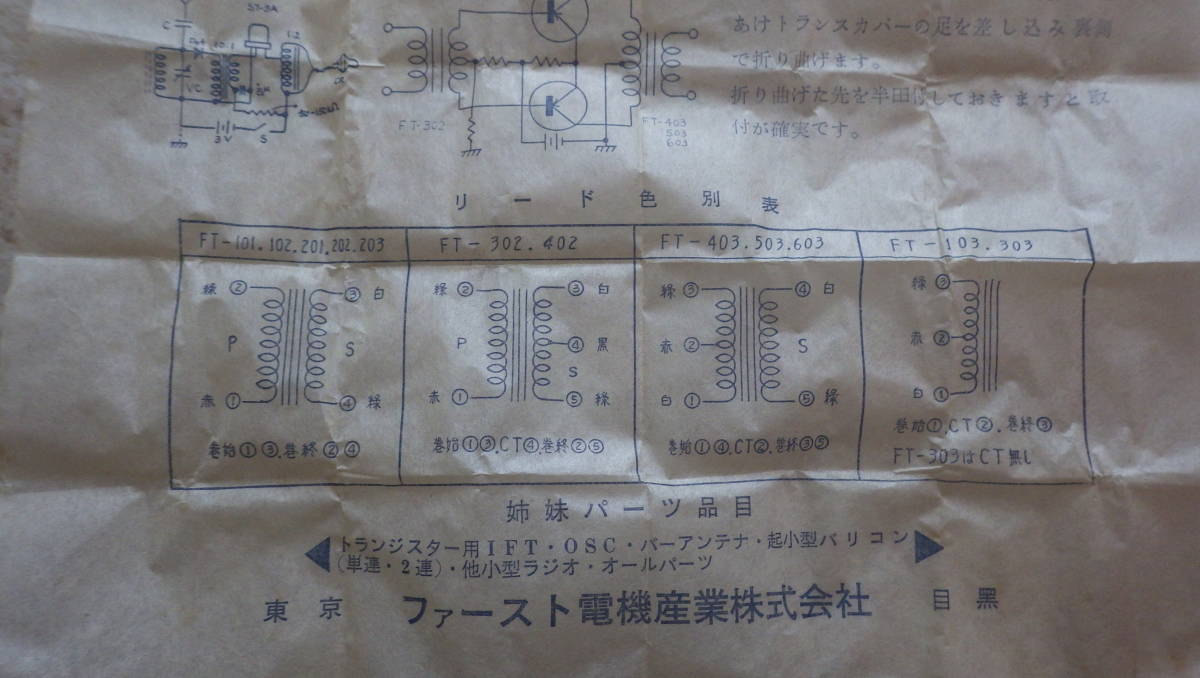 C
VC
3V
S
FT-302
FT-403
503
603
あけトランスカバーの足を差し込み裏側
で折り曲げます。
折り曲げた先を半田付しておきますと取
付が確実です。
リード色別表
FT-101.102.201.202.203
緑 ② ③ 白
P S
赤 ① ④ 緑
巻始①③.巻終②④
FT-302.402
緑 ② ③ 白
P ④ 黒
S
赤 ① ⑤ 緑
巻始①③.CT④.巻終②⑤
FT-403.503.603
緑 ③ ④ 白
赤 ② S
白 ① ⑤ 緑
巻始①④.CT②.巻終③⑤
FT-103.303
緑 ③
赤 ②
白 ①
巻始①.CT②.巻終③
FT-303はCT無し
姉妹パーツ品目
トランジスター用IFT・OSC・バーアンテナ・起小型バリコン
(単連・2連)・他小型ラジオ・オールパーツ
東京 ファースト電機産業株式会社 目黒